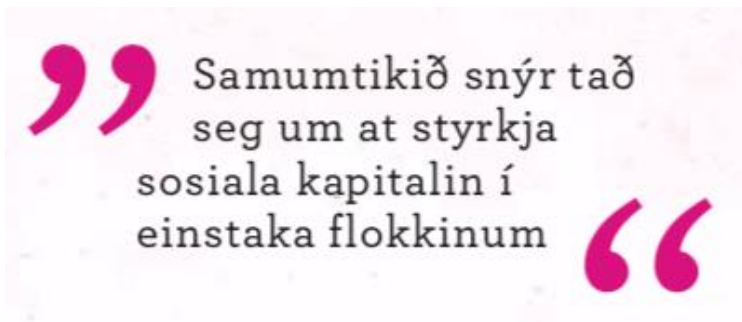 ” Samumtikið snýr tað
seg um at styrkja
sosiala kapitalin í
einstaka flokkinum “